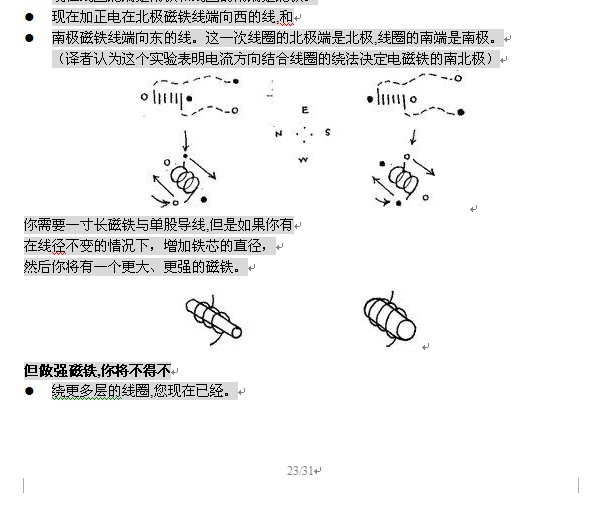 现在加正电在北极磁铁线端向西的线,和
南极磁铁线端向东的线。这一次线圈的北极端是北极,线圈的南端是南极。
（译者认为这个实验表明电流方向结合线圈的绕法决定电磁铁的南北极）
E
N S
W
你需要一寸长磁铁与单股导线,但是如果你有
在线径不变的情况下，增加铁芯的直径，
然后你将有一个更大、更强的磁铁。
但做强磁铁,你将不得不
绕更多层的线圈,您现在已经。
23/31